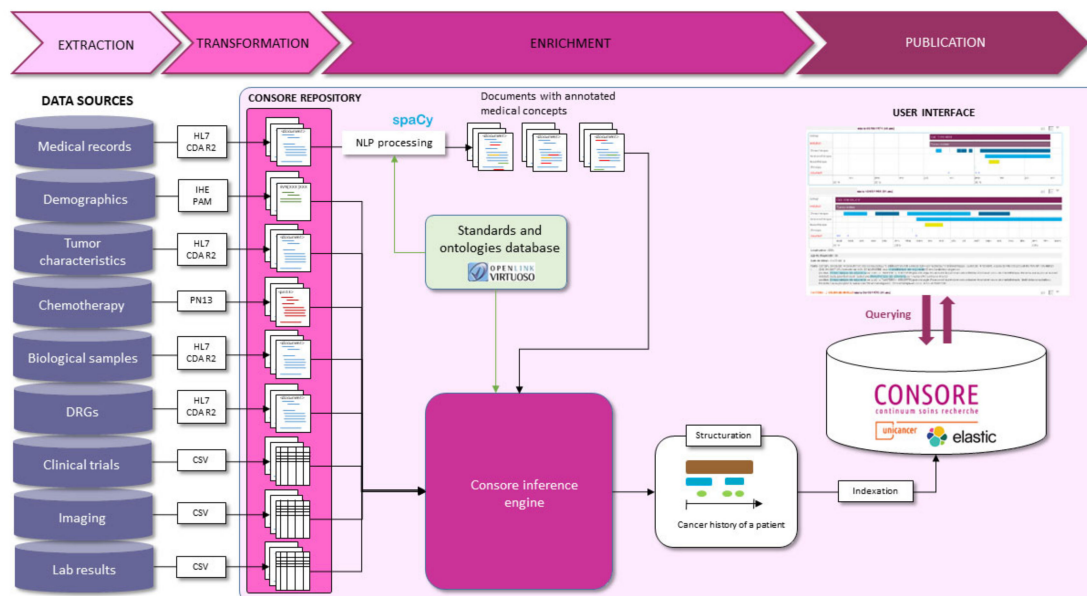 EXTRACTION
TRANSFORMATION
ENRICHMENT
PUBLICATION
DATA SOURCES
CONSORE REPOSITORY
Documents with annotated
medical concepts
USER INTERFACE
spaCy
NLP processing
Medical records
HL7
CDA R2
Demographics
IHE
PAM
Tumor
characteristics
HL7
CDA R2
Chemotherapy
PN13
Biological samples
HL7
CDA R2
DRGs
HL7
CDA R2
Clinical trials
CSV
Imaging
CSV
Lab results
CSV
Standards and
ontologies database
OPENLINK
VIRTUOSO
Consore inference
engine
Structuration
Cancer history of a patient
Indexation
Querying
CONSORE
continuum soins recherche
unicancer
elastic